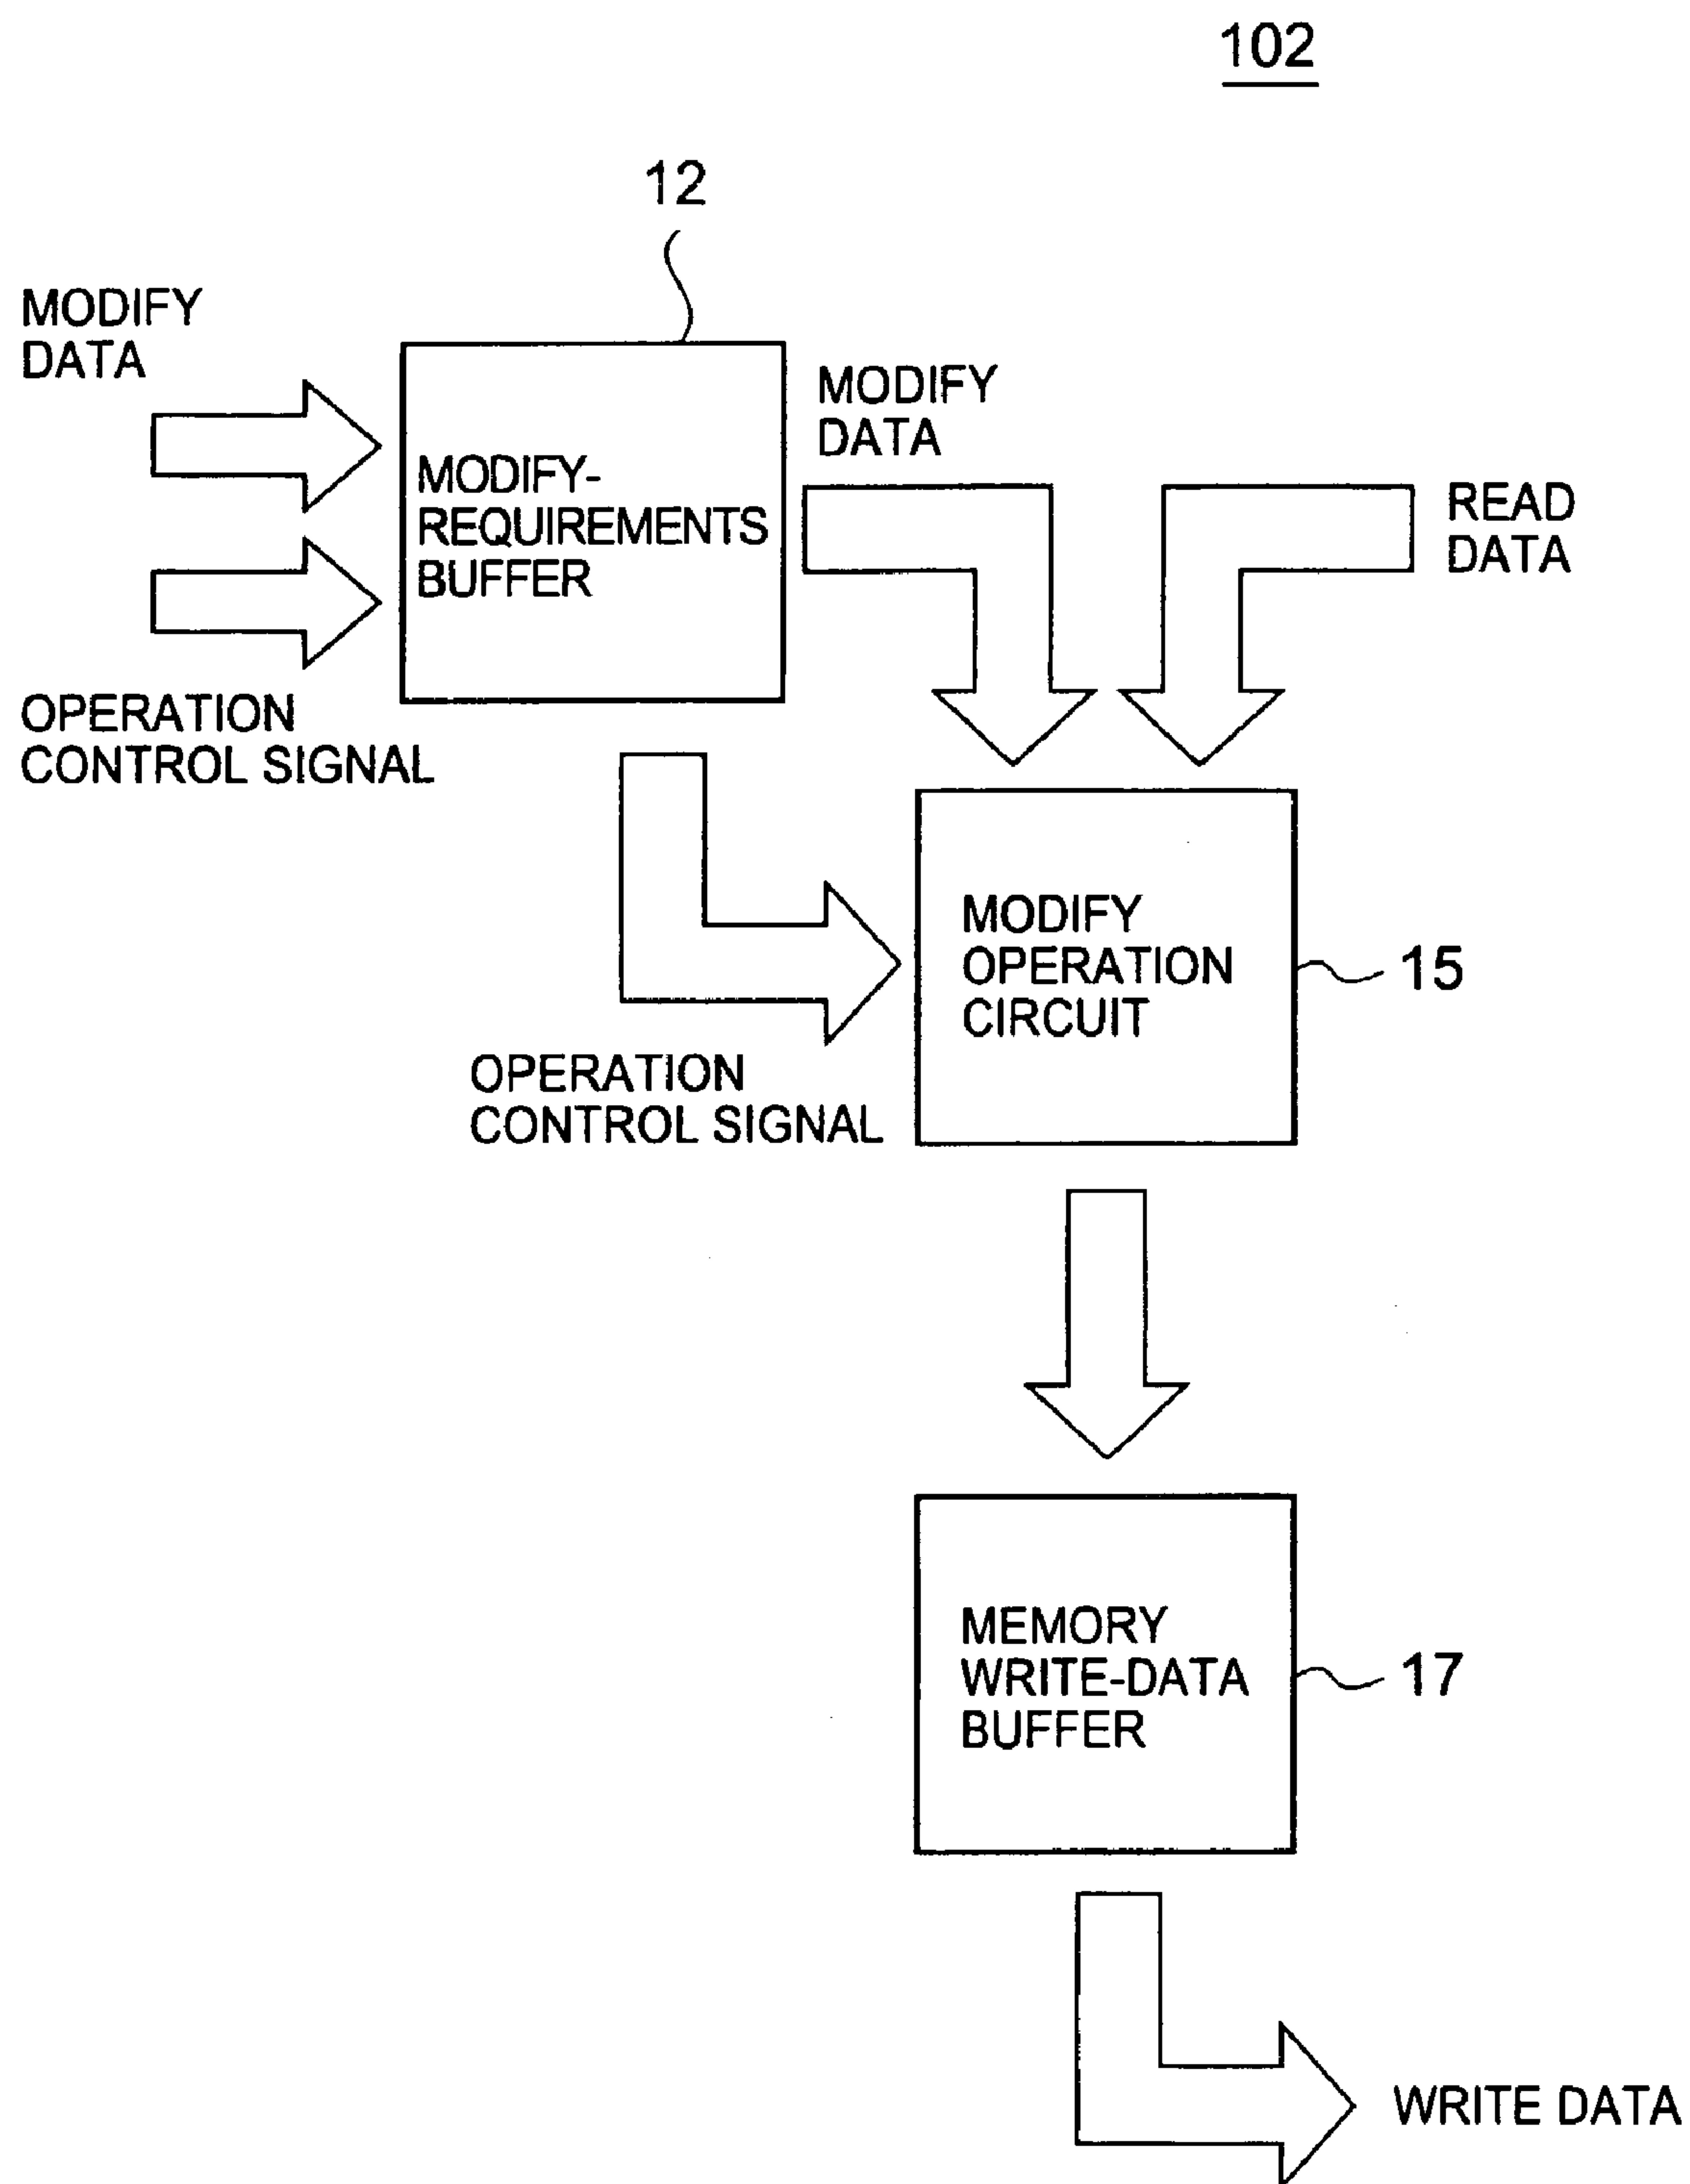 102
12
MODIFY
DATA
MODIFY-
REQUIREMENTS
BUFFER
MODIFY
DATA
READ
DATA
OPERATION
CONTROL SIGNAL
MODIFY
OPERATION
CIRCUIT
15
OPERATION
CONTROL SIGNAL
MEMORY
WRITE-DATA
BUFFER
17
WRITE DATA